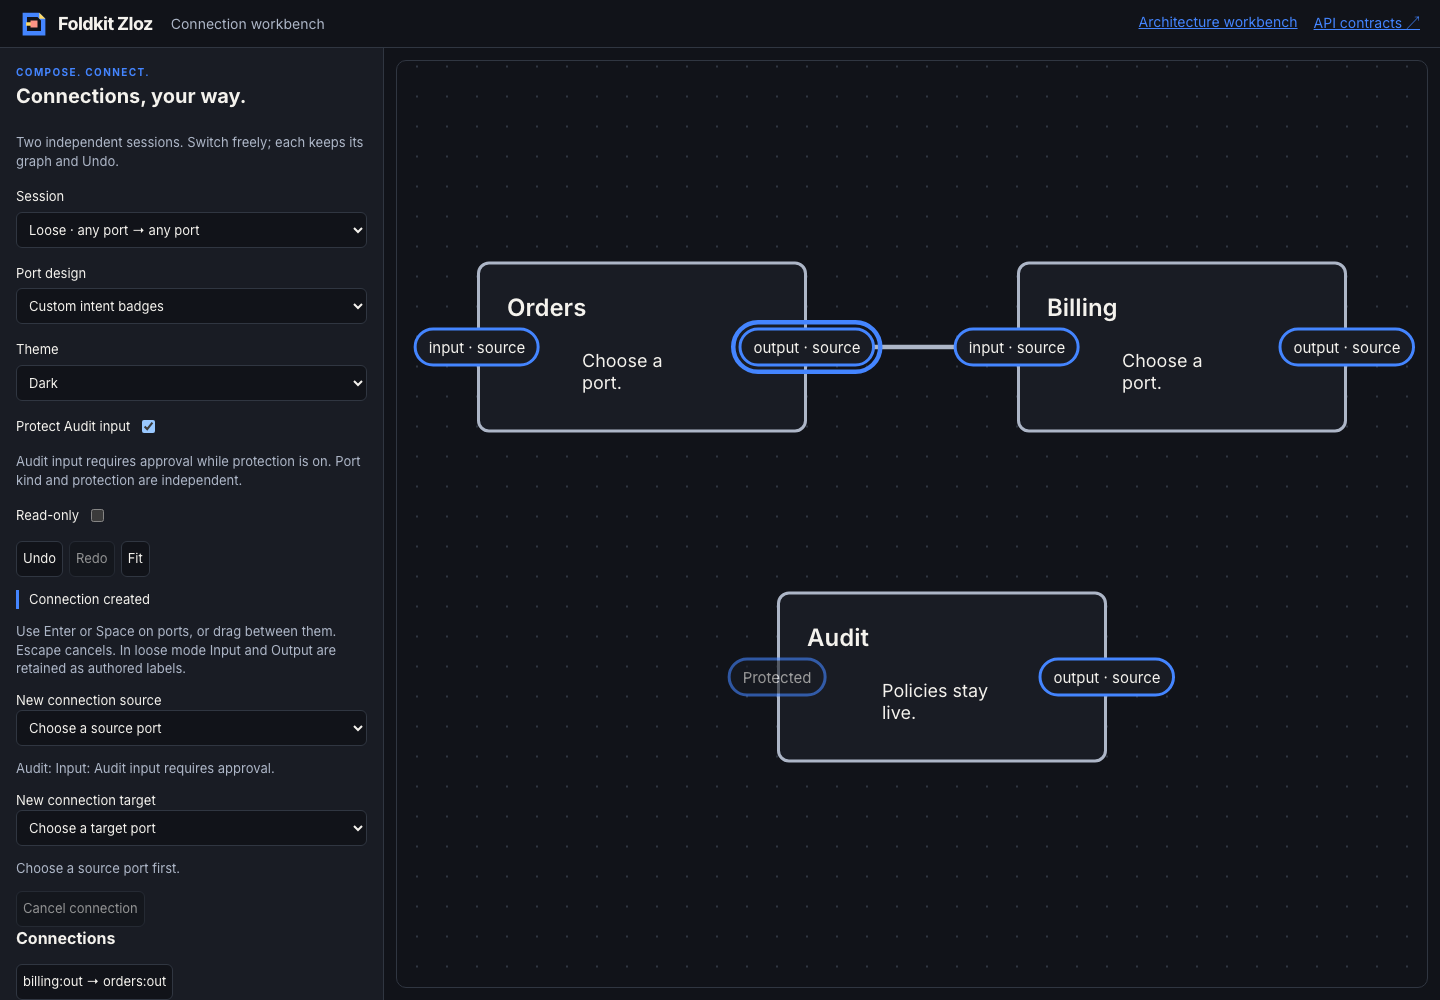 Foldkit Zloz
Connection workbench
Architecture workbench
API contracts ↗
COMPOSE. CONNECT.
Connections, your way.
Two independent sessions. Switch freely; each keeps its
graph and Undo.
Session
Loose · any port → any port
Port design
Custom intent badges
Theme
Dark
Protect Audit input
Audit input requires approval while protection is on. Port
kind and protection are independent.
Read-only
Undo
Redo
Fit
Connection created
Use Enter or Space on ports, or drag between them.
Escape cancels. In loose mode Input and Output are
retained as authored labels.
New connection source
Choose a source port
Audit: Input: Audit input requires approval.
New connection target
Choose a target port
Choose a source port first.
Cancel connection
Connections
billing:out → orders:out
Orders
input · source
output · source
Choose a
port.
Billing
input · source
output · source
Choose a
port.
Audit
Protected
output · source
Policies stay
live.